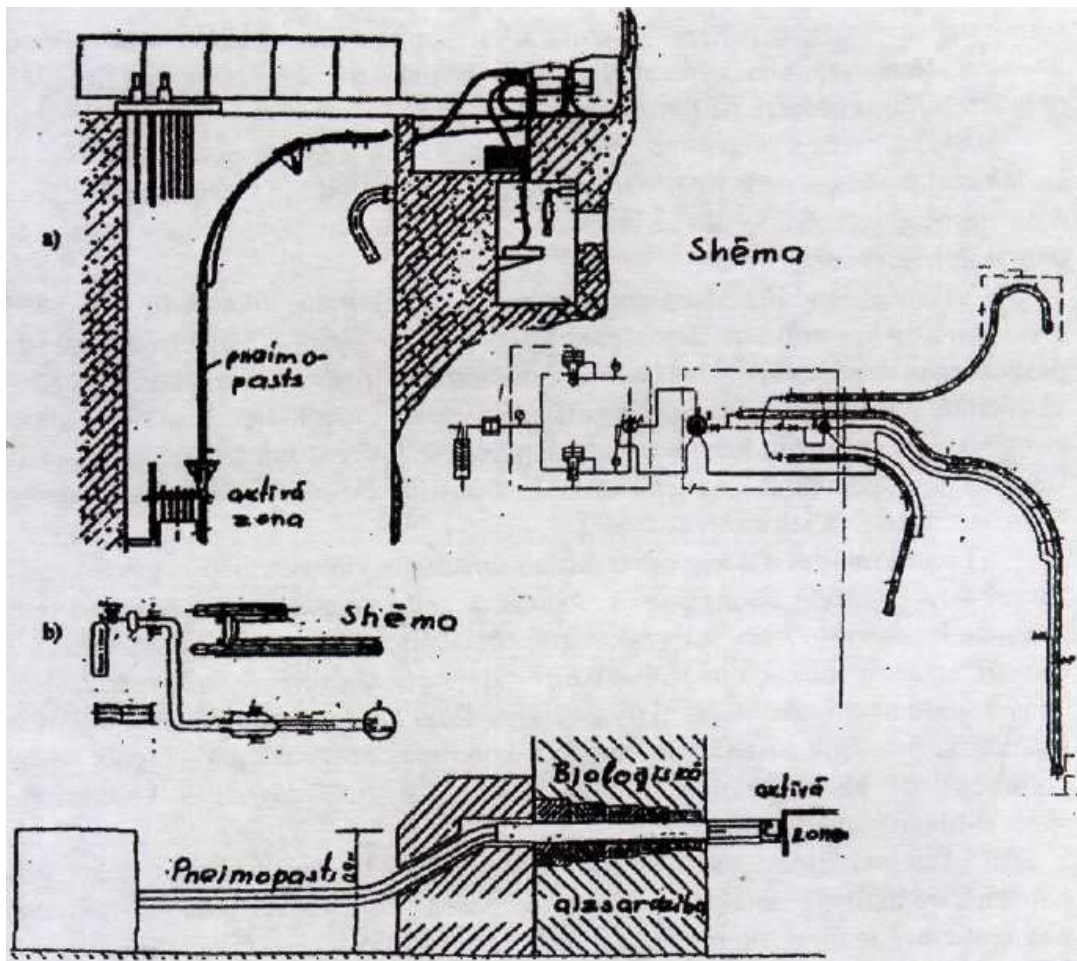 a)
Shēma
pneimo-
pasts
aktīvā
zona
b)
Shēma
Bioloģiskā
aktīvā
zona
Pneimopasts
aizsardzība